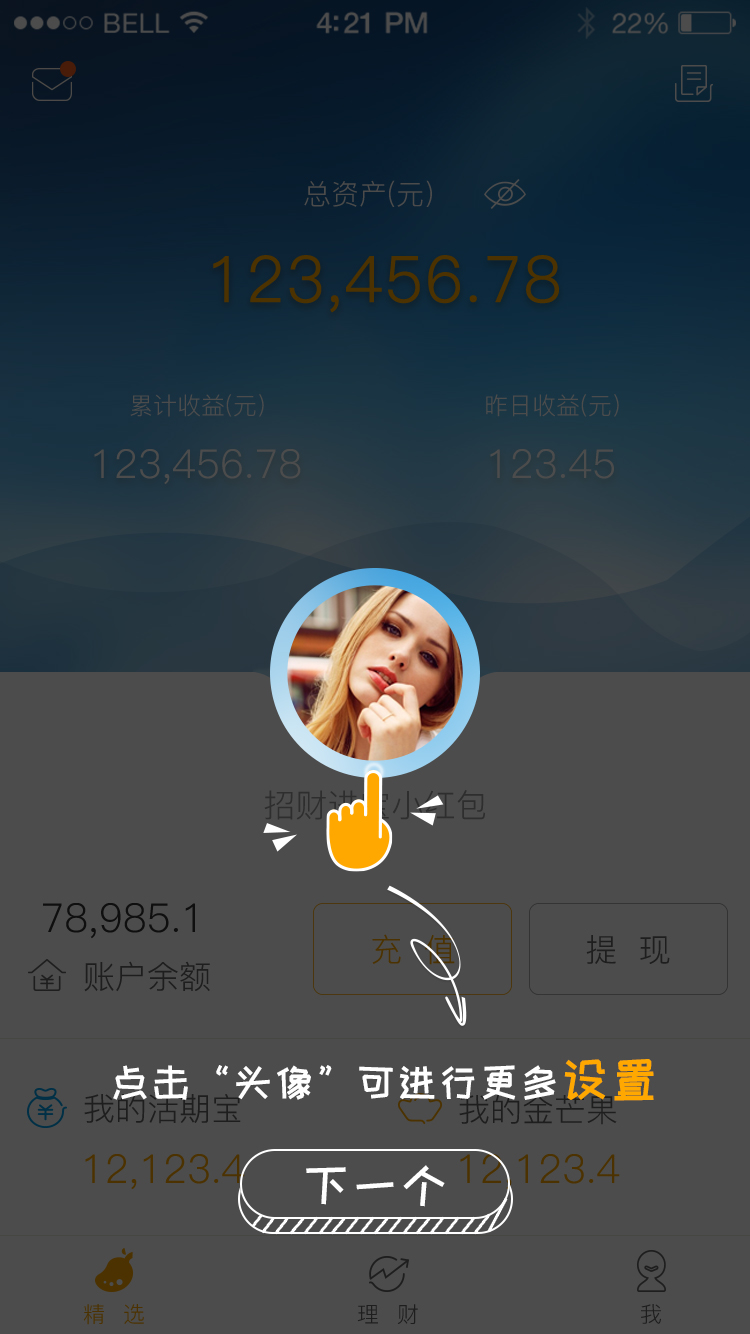 BELL 4:21 PM 22%
总资产(元)
123,456.78
累计收益(元) 昨日收益(元)
123,456.78 123.45
招财进宝小红包
78,985.1
账户余额
充 值 提 现
点击“头像”可进行更多设置
我的活期宝 我的金芒果
12,123.4 12,123.4
下一个
精 选 理 财 我